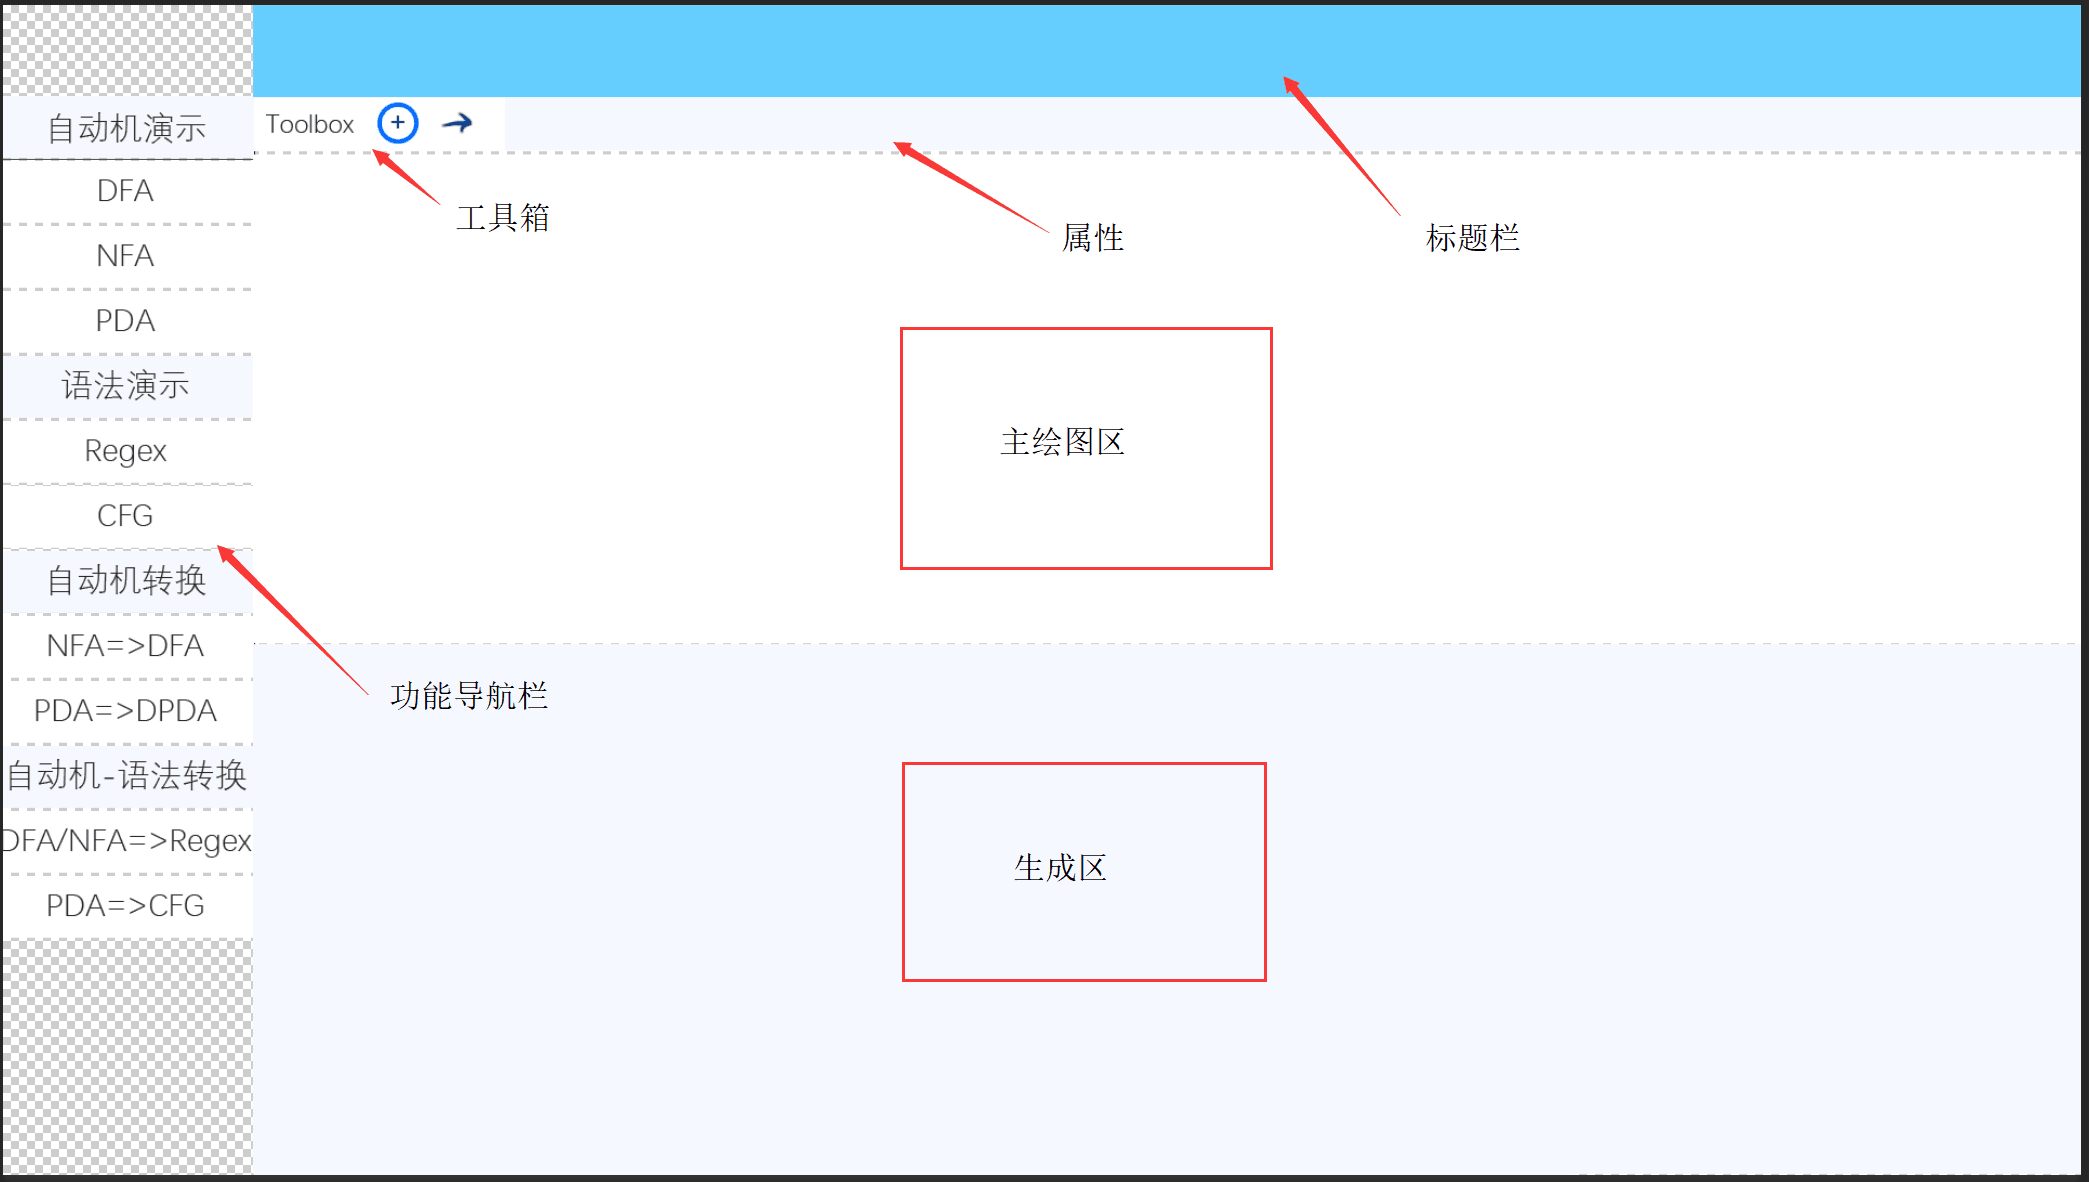 自动机演示
DFA
NFA
PDA
语法演示
Regex
CFG
自动机转换
NFA=>DFA
PDA=>DPDA
自动机-语法转换
DFA/NFA=>Regex
PDA=>CFG
Toolbox
工具箱
属性
标题栏
主绘图区
功能导航栏
生成区